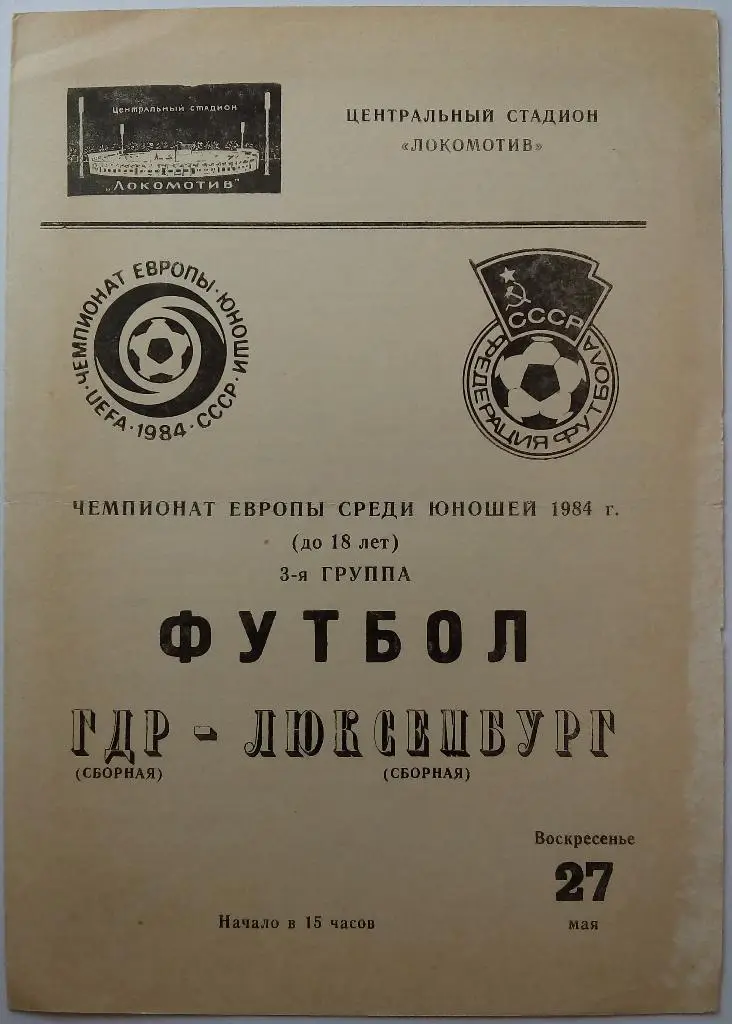 ЦЕНТРАЛЬНЫЙ СТАДИОН
„ЛОКОМОТИВ"
ЦЕНТРАЛЬНЫЙ СТАДИОН
«ЛОКОМОТИВ»
ЧЕМПИОНАТ ЕВРОПЫ · ЮНОШИ
· UEFA · 1984 · СССР ·
СССР
ФЕДЕРАЦИЯ ФУТБОЛА
ЧЕМПИОНАТ ЕВРОПЫ СРЕДИ ЮНОШЕЙ 1984 г.
(до 18 лет)
3-я ГРУППА
ФУТБОЛ
ГДР - ЛЮКСЕМБУРГ
(СБОРНАЯ) (СБОРНАЯ)
Воскресенье
27
мая
Начало в 15 часов